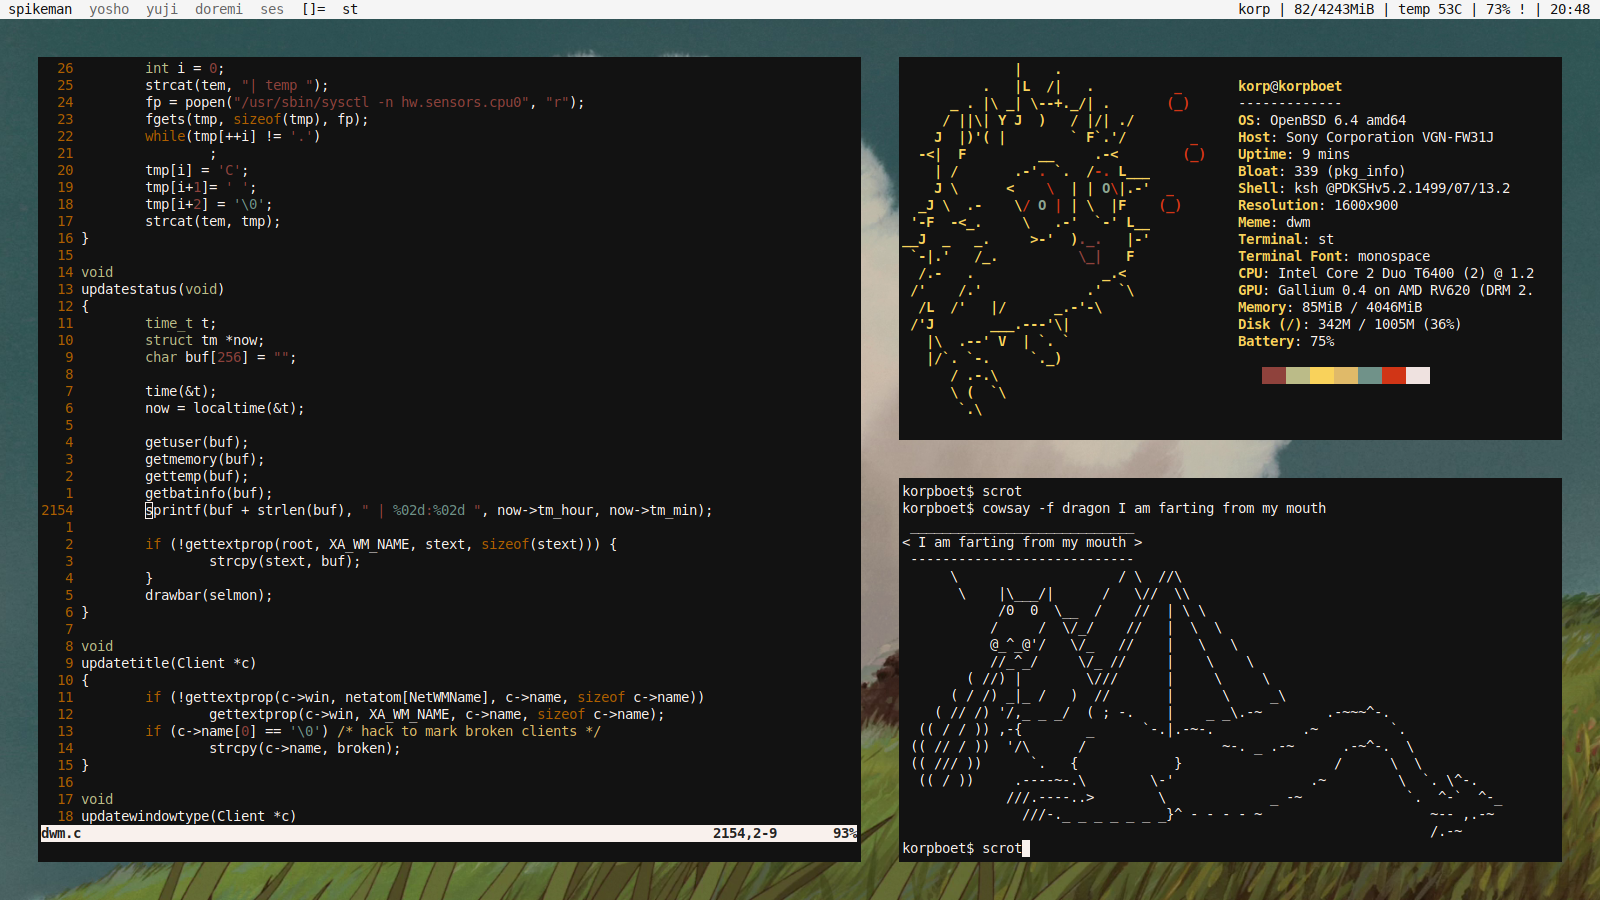 spikeman yosho yuji doremi ses []= st
korp | 82/4243MiB | temp 53C | 73% ! | 20:48
26         int i = 0;
25         strcat(tem, "| temp ");
24         fp = popen("/usr/sbin/sysctl -n hw.sensors.cpu0", "r");
23         fgets(tmp, sizeof(tmp), fp);
22         while(tmp[++i] != '.')
21                 ;
20         tmp[i] = 'C';
19         tmp[i+1]= ' ';
18         tmp[i+2] = '\0';
17         strcat(tem, tmp);
16 }
15
14 void
13 updatestatus(void)
12 {
11         time_t t;
10         struct tm *now;
9         char buf[256] = "";
8
7         time(&t);
6         now = localtime(&t);
5
4         getuser(buf);
3         getmemory(buf);
2         gettemp(buf);
1         getbatinfo(buf);
2154         sprintf(buf + strlen(buf), " | %02d:%02d ", now->tm_hour, now->tm_min);
1
2         if (!gettextprop(root, XA_WM_NAME, stext, sizeof(stext))) {
3                 strcpy(stext, buf);
4         }
5         drawbar(selmon);
6 }
7
8 void
9 updatetitle(Client *c)
10 {
11         if (!gettextprop(c->win, netatom[NetWMName], c->name, sizeof c->name))
12                 gettextprop(c->win, XA_WM_NAME, c->name, sizeof c->name);
13         if (c->name[0] == '\0') /* hack to mark broken clients */
14                 strcpy(c->name, broken);
15 }
16
17 void
18 updatewindowtype(Client *c)
dwm.c 2154,2-9 93%
korp@korpboet
-------------
OS: OpenBSD 6.4 amd64
Host: Sony Corporation VGN-FW31J
Uptime: 9 mins
Bloat: 339 (pkg_info)
Shell: ksh @PDKSHv5.2.1499/07/13.2
Resolution: 1600x900
Meme: dwm
Terminal: st
Terminal Font: monospace
CPU: Intel Core 2 Duo T6400 (2) @ 1.2
GPU: Gallium 0.4 on AMD RV620 (DRM 2.
Memory: 85MiB / 4046MiB
Disk (/): 342M / 1005M (36%)
Battery: 75%
korpboet$ scrot
korpboet$ cowsay -f dragon I am farting from my mouth
< I am farting from my mouth >
korpboet$ scrot